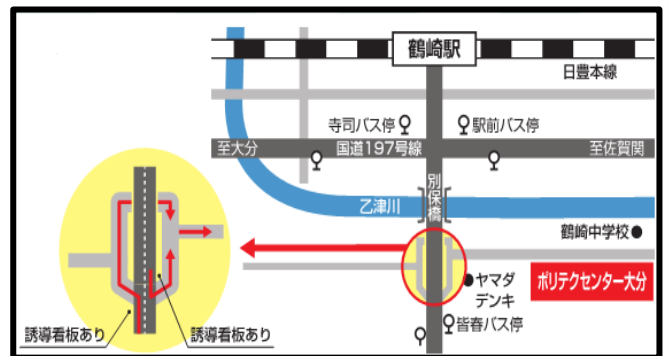 鶴崎駅
日豊本線
寺司バス停
駅前バス停
至大分
国道197号線
至佐賀関
別保橋
乙津川
鶴崎中学校
ヤマダ
デンキ
ポリテクセンター大分
皆春バス停
誘導看板あり
誘導看板あり